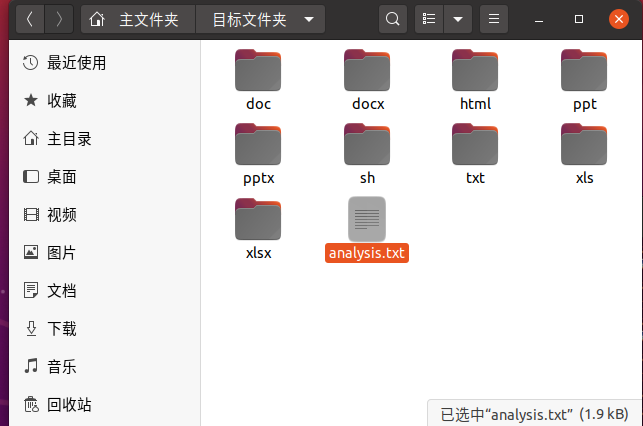 主文件夹 目标文件夹
最近使用
收藏
主目录
桌面
视频
图片
文档
下载
音乐
回收站
doc docx html ppt
pptx sh txt xls
xlsx analysis.txt
已选中“analysis.txt” (1.9 kB)